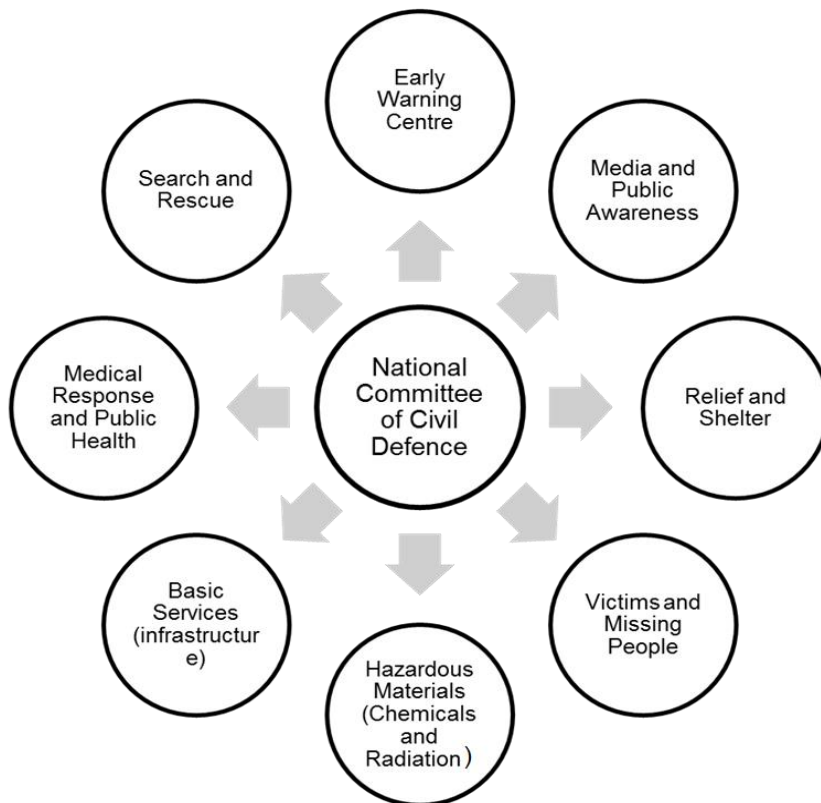 Early
Warning
Centre
Media and
Public
Awareness
Relief and
Shelter
Victims and
Missing
People
Hazardous
Materials
(Chemicals
and
Radiation)
Basic
Services
(infrastructur
e)
Medical
Response
and Public
Health
Search and
Rescue
National
Committee
of Civil
Defence